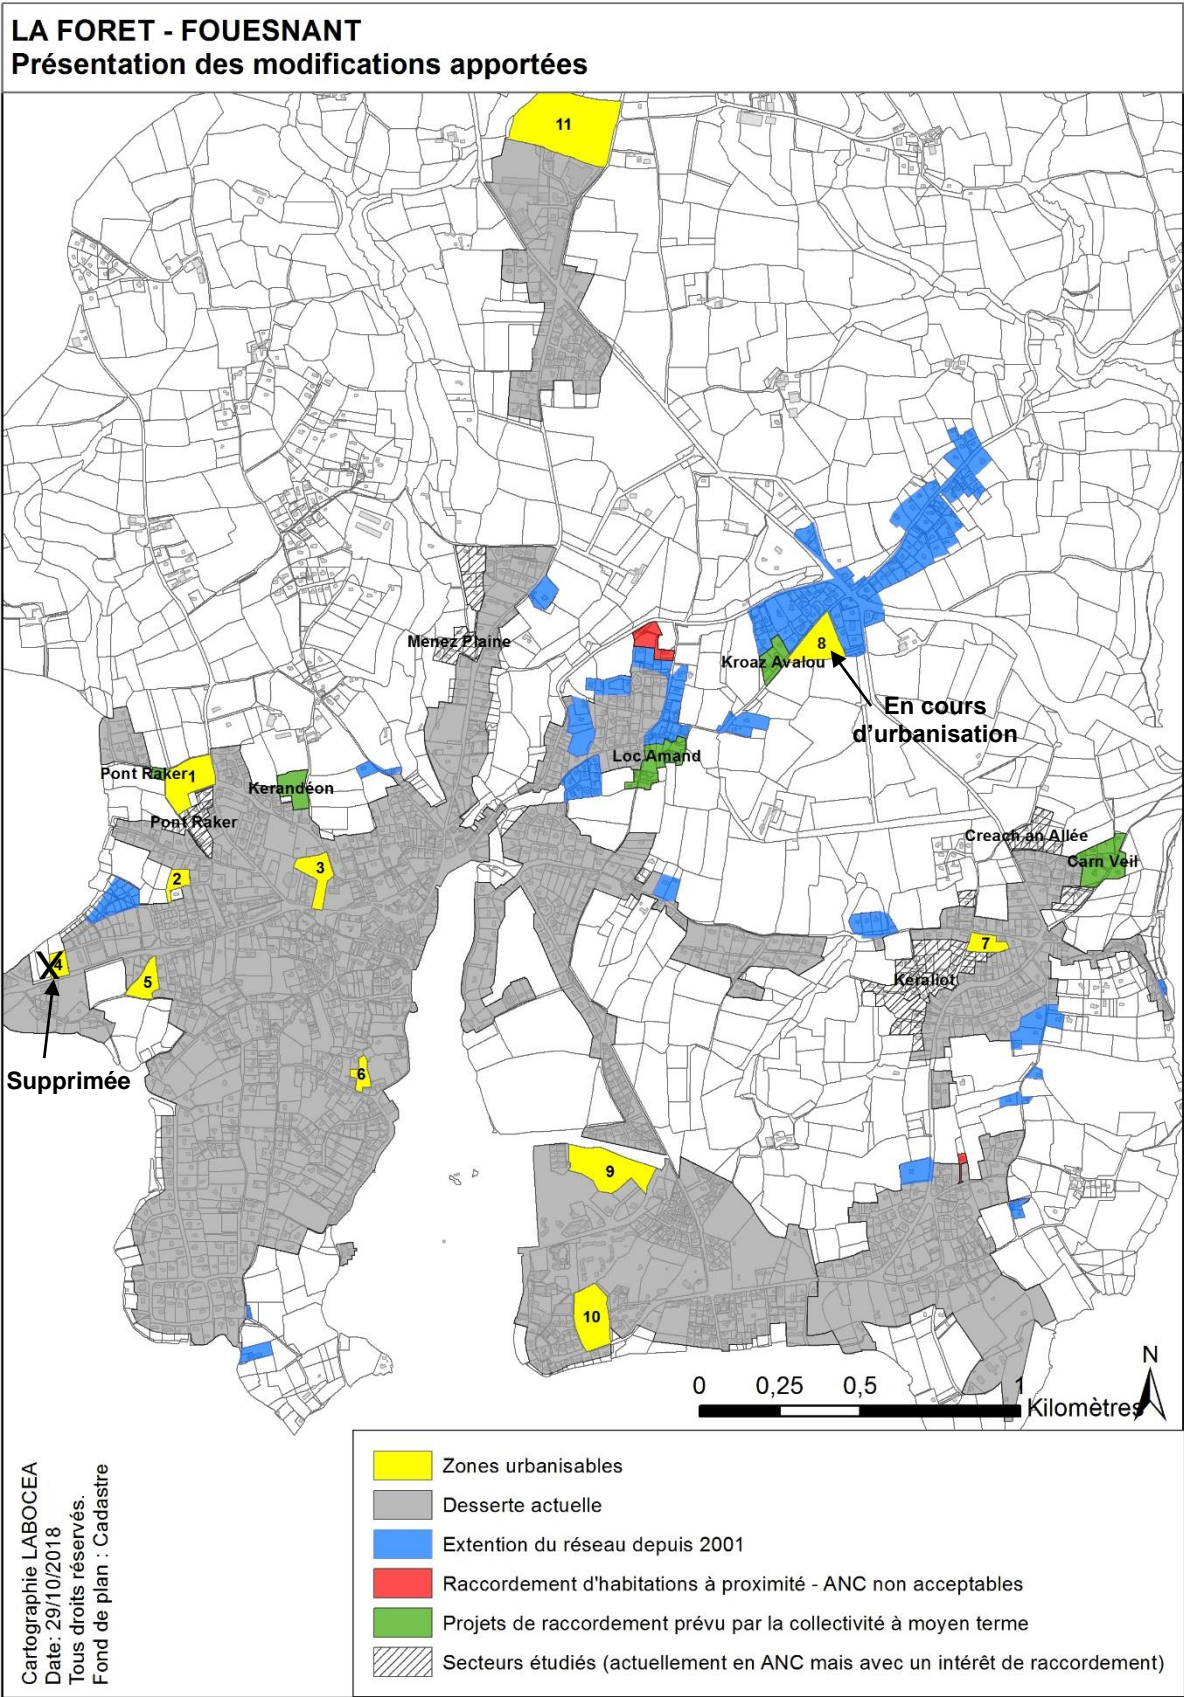 LA FORET - FOUESNANT
Présentation des modifications apportées
11
Menez Plaine
8
Kroaz Avalou
En cours
d'urbanisation
Loc Amand
Pont Raker
1
Kerandéon
Pont Raker
Creach an Allée
Carn Veil
3
2
7
4
X
5
Keraliot
Supprimée
6
9
10
N
0 0,25 0,5 1
Kilomètres
Zones urbanisables
Desserte actuelle
Extention du réseau depuis 2001
Raccordement d'habitations à proximité - ANC non acceptables
Projets de raccordement prévu par la collectivité à moyen terme
Secteurs étudiés (actuellement en ANC mais avec un intérêt de raccordement)
Cartographie LABOCEA
Date: 29/10/2018
Tous droits réservés.
Fond de plan : Cadastre